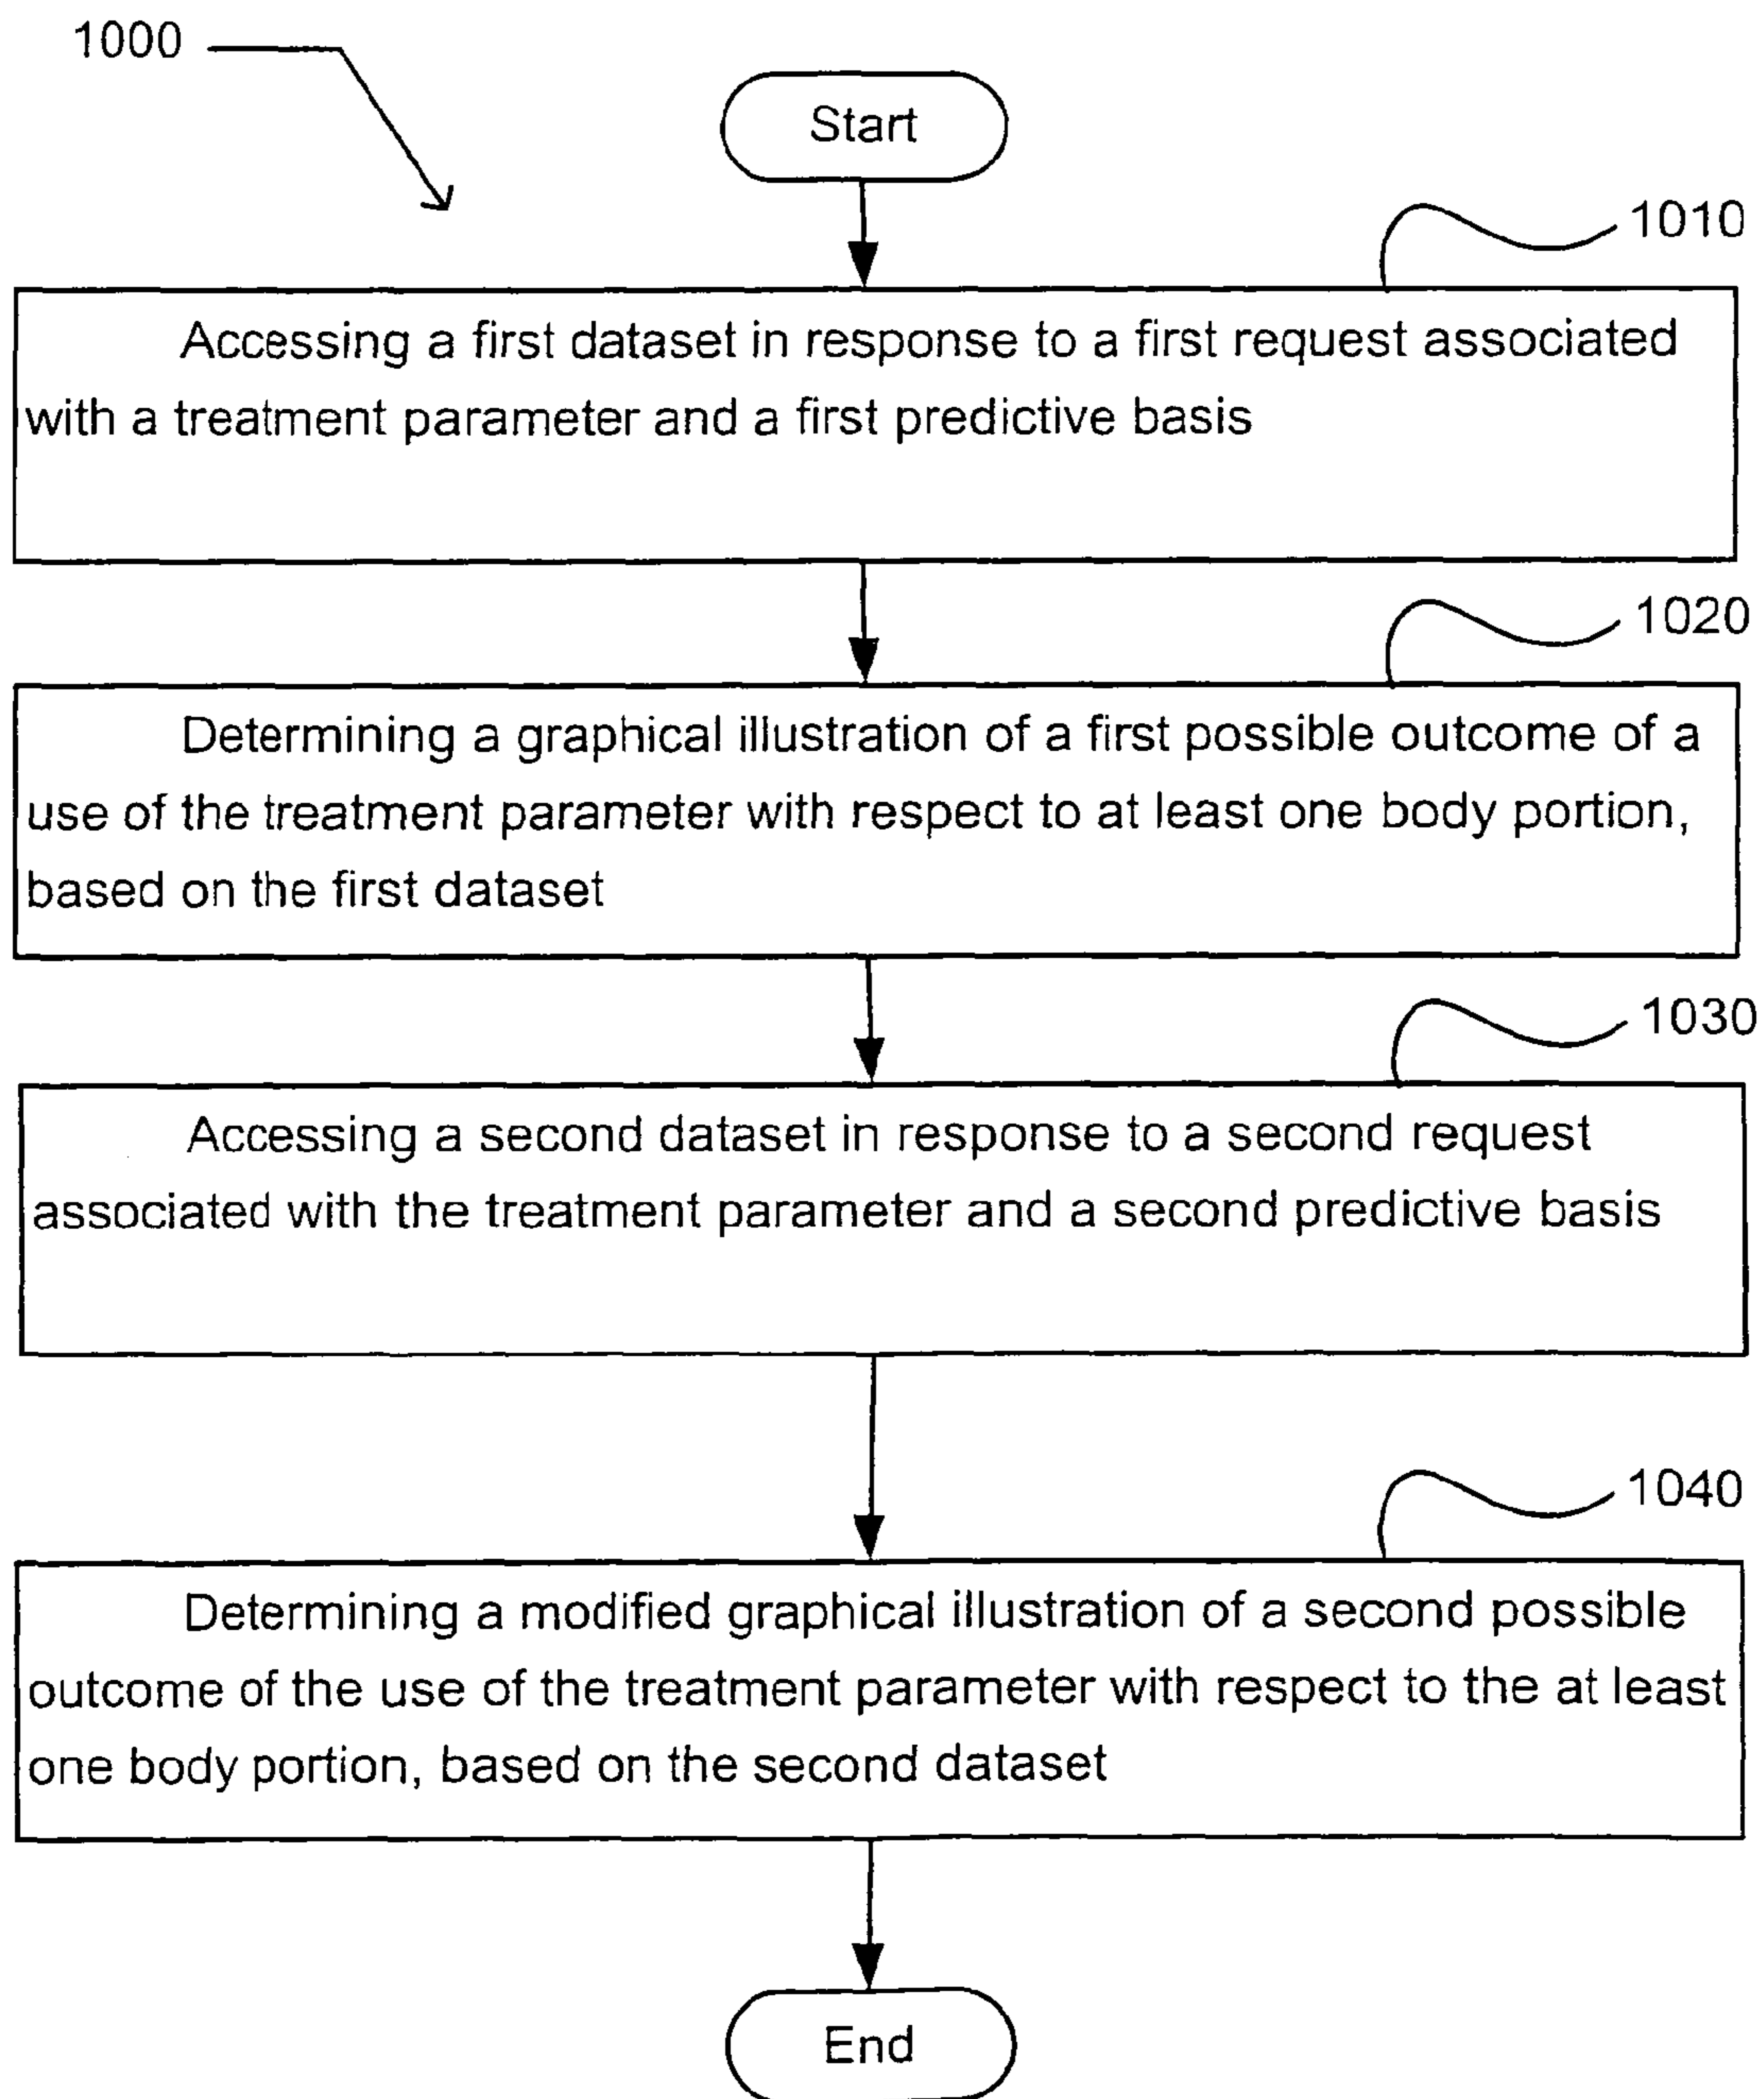 1000
Start
1010
Accessing a first dataset in response to a first request associated
with a treatment parameter and a first predictive basis
1020
Determining a graphical illustration of a first possible outcome of a
use of the treatment parameter with respect to at least one body portion,
based on the first dataset
1030
Accessing a second dataset in response to a second request
associated with the treatment parameter and a second predictive basis
1040
Determining a modified graphical illustration of a second possible
outcome of the use of the treatment parameter with respect to the at least
one body portion, based on the second dataset
End